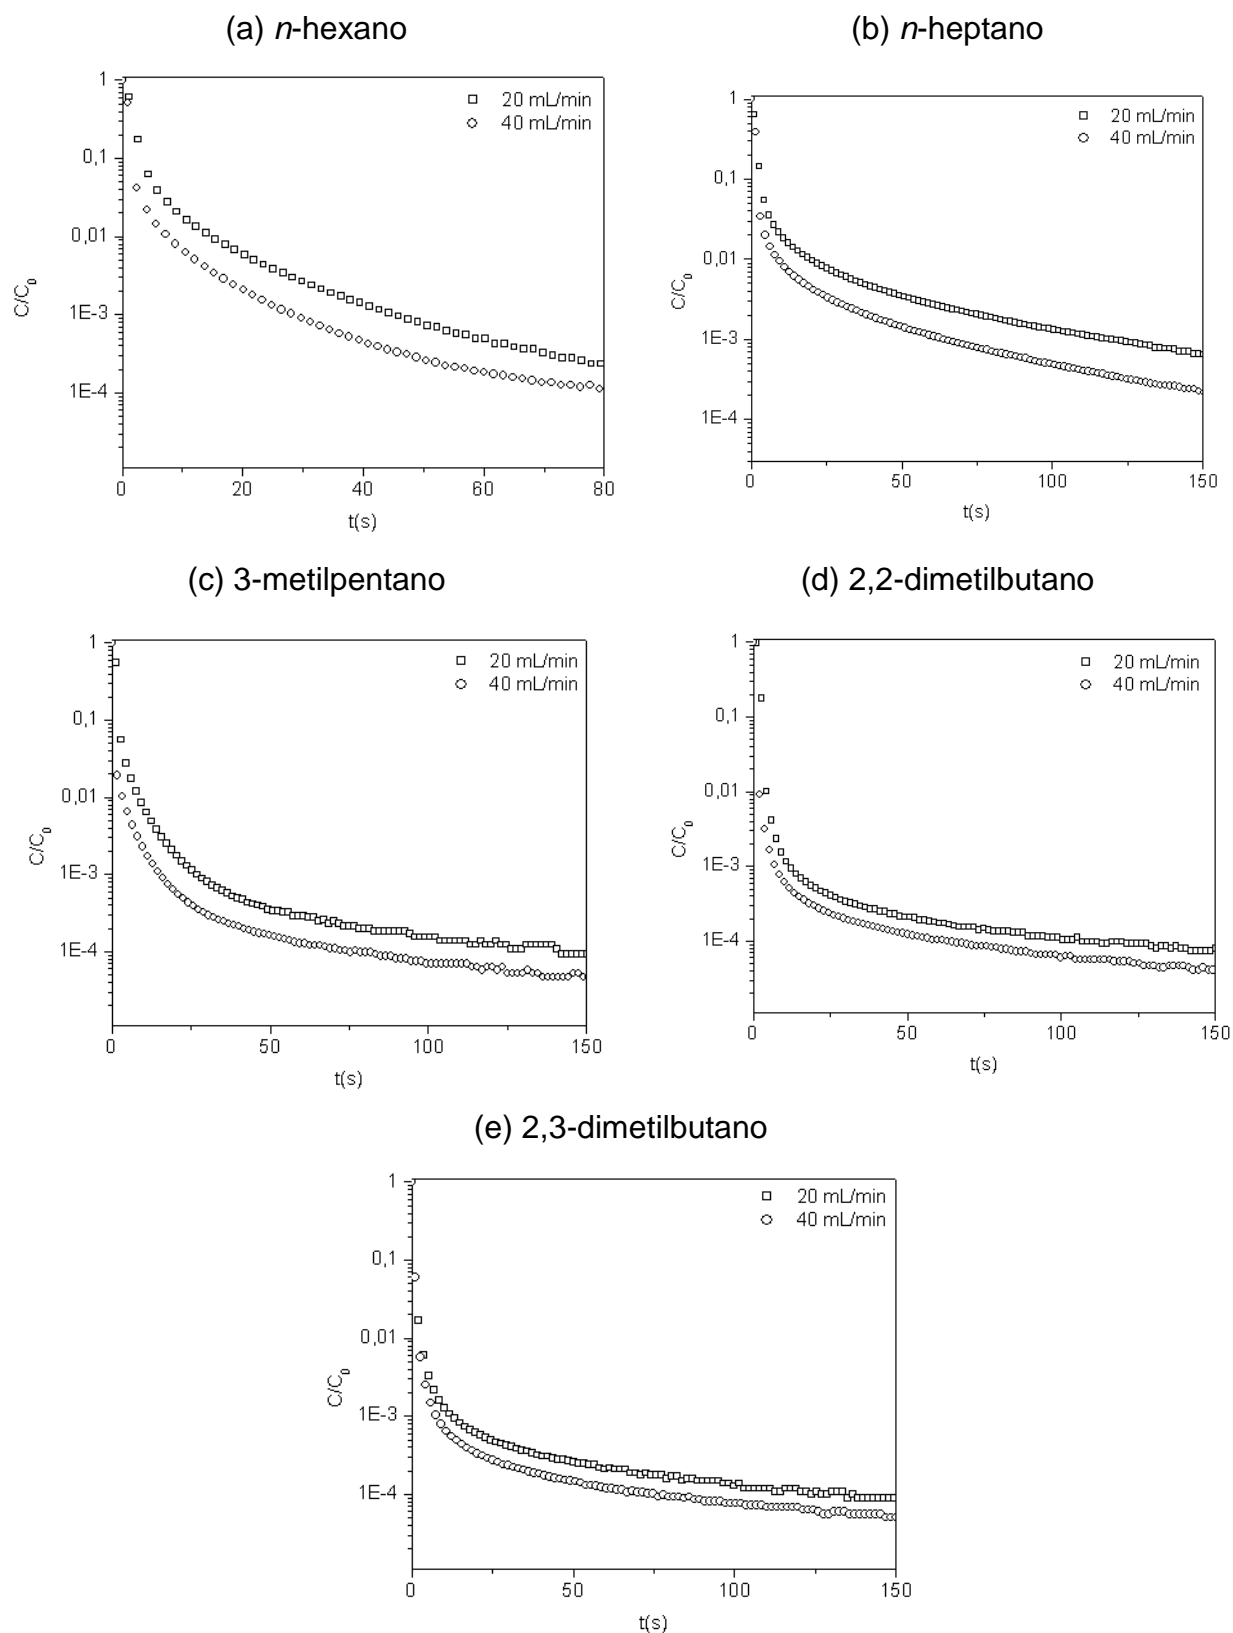 (a) n-hexano
1
0,1
0,01
1E-3
1E-4
C/C0
20 mL/min
40 mL/min
0
20
40
60
80
t(s)
(b) n-heptano
1
0,1
0,01
1E-3
1E-4
C/C0
20 mL/min
40 mL/min
0
50
100
150
t(s)
(c) 3-metilpentano
1
0,1
0,01
1E-3
1E-4
C/C0
20 mL/min
40 mL/min
0
50
100
150
t(s)
(d) 2,2-dimetilbutano
1
0,1
0,01
1E-3
1E-4
C/C0
20 mL/min
40 mL/min
0
50
100
150
t(s)
(e) 2,3-dimetilbutano
1
0,1
0,01
1E-3
1E-4
C/C0
20 mL/min
40 mL/min
0
50
100
150
t(s)